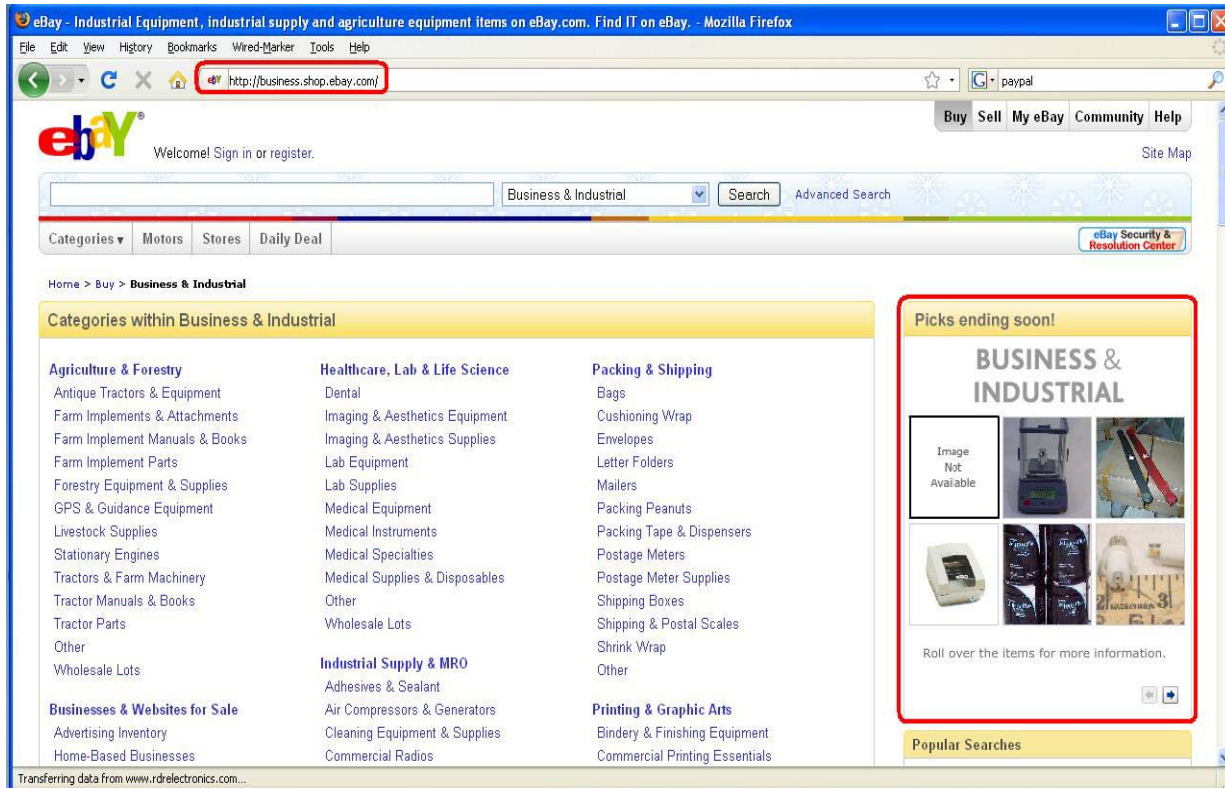 eBay - Industrial Equipment, industrial supply and agriculture equipment items on eBay.com. Find IT on eBay. - Mozilla Firefox
File Edit View History Bookmarks Wired-Marker Tools Help
http://business.shop.ebay.com/
paypal
ebY®
Buy Sell My eBay Community Help
Welcome! Sign in or register.
Site Map
Business & Industrial Search Advanced Search
Categories Motors Stores Daily Deal
eBay Security &
Resolution Center
Home > Buy > Business & Industrial
Categories within Business & Industrial
Agriculture & Forestry
Antique Tractors & Equipment
Farm Implements & Attachments
Farm Implement Manuals & Books
Farm Implement Parts
Forestry Equipment & Supplies
GPS & Guidance Equipment
Livestock Supplies
Stationary Engines
Tractors & Farm Machinery
Tractor Manuals & Books
Tractor Parts
Other
Wholesale Lots
Businesses & Websites for Sale
Advertising Inventory
Home-Based Businesses
Healthcare, Lab & Life Science
Dental
Imaging & Aesthetics Equipment
Imaging & Aesthetics Supplies
Lab Equipment
Lab Supplies
Medical Equipment
Medical Instruments
Medical Specialties
Medical Supplies & Disposables
Other
Wholesale Lots
Industrial Supply & MRO
Adhesives & Sealant
Air Compressors & Generators
Cleaning Equipment & Supplies
Commercial Radios
Packing & Shipping
Bags
Cushioning Wrap
Envelopes
Letter Folders
Mailers
Packing Peanuts
Packing Tape & Dispensers
Postage Meters
Postage Meter Supplies
Shipping Boxes
Shipping & Postal Scales
Shrink Wrap
Other
Printing & Graphic Arts
Bindery & Finishing Equipment
Commercial Printing Essentials
Picks ending soon!
BUSINESS &
INDUSTRIAL
Image
Not
Available
Roll over the items for more information.
Popular Searches
Transferring data from www.rdrelectronics.com...